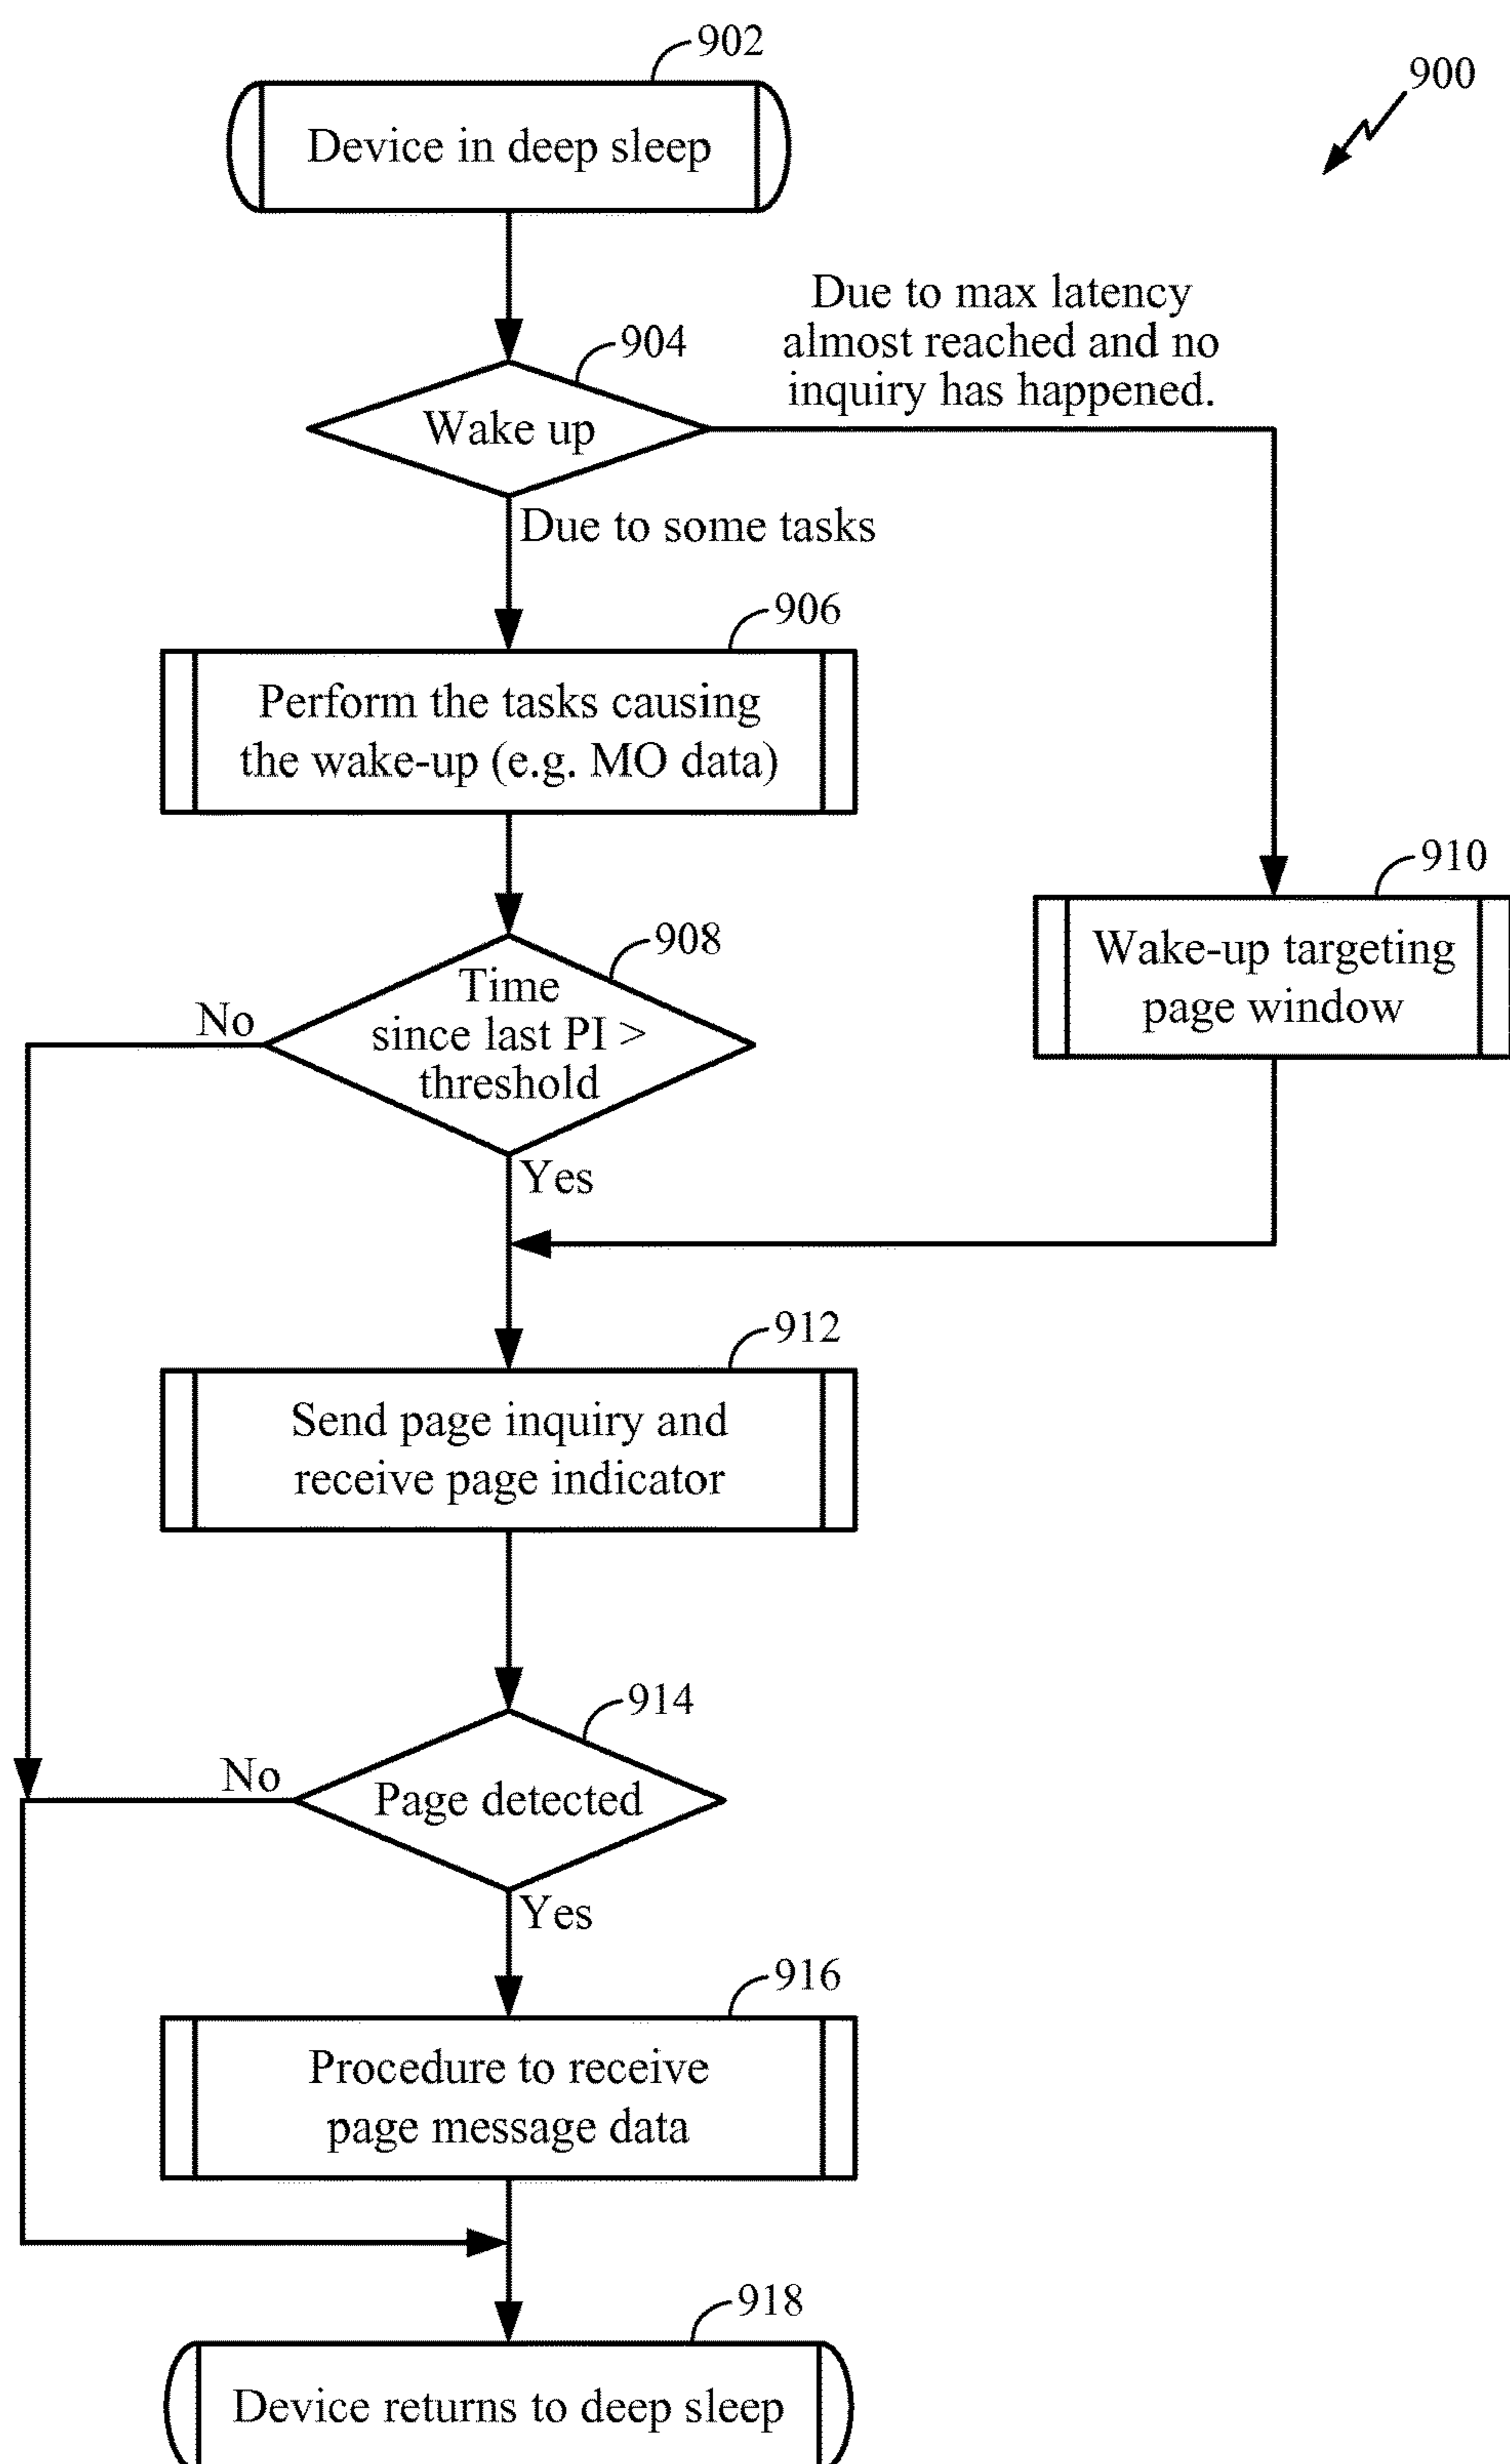 902
900
Device in deep sleep
Due to max latency
almost reached and no
inquiry has happened.
904
Wake up
Due to some tasks
906
Perform the tasks causing
the wake-up (e.g. MO data)
910
Wake-up targeting
page window
908
Time
since last PI >
threshold
No
Yes
912
Send page inquiry and
receive page indicator
914
Page detected
No
Yes
916
Procedure to receive
page message data
918
Device returns to deep sleep